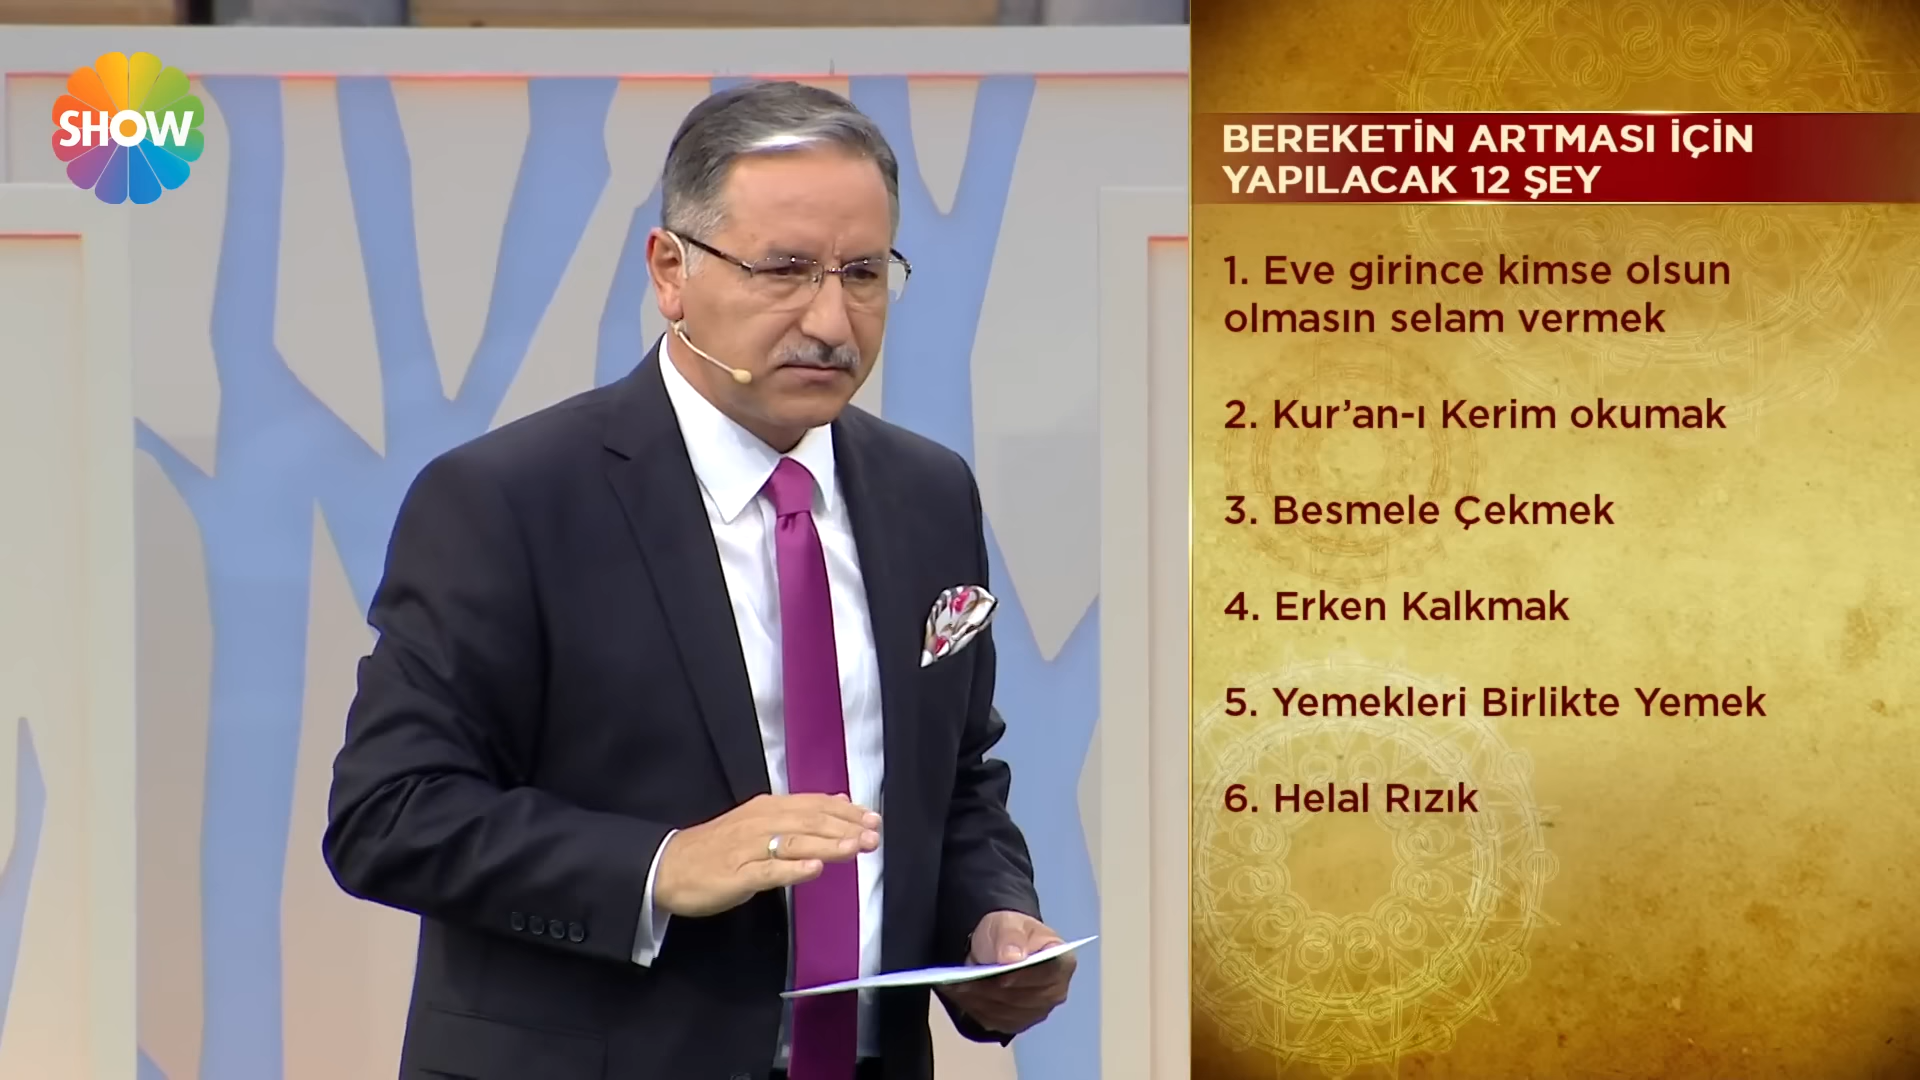 SHOW
BEREKETİN ARTMASI İÇİN
YAPILACAK 12 ŞEY
1. Eve girince kimse olsun
olmasın selam vermek
2. Kur’an-ı Kerim okumak
3. Besmele Çekmek
4. Erken Kalkmak
5. Yemekleri Birlikte Yemek
6. Helal Rızık